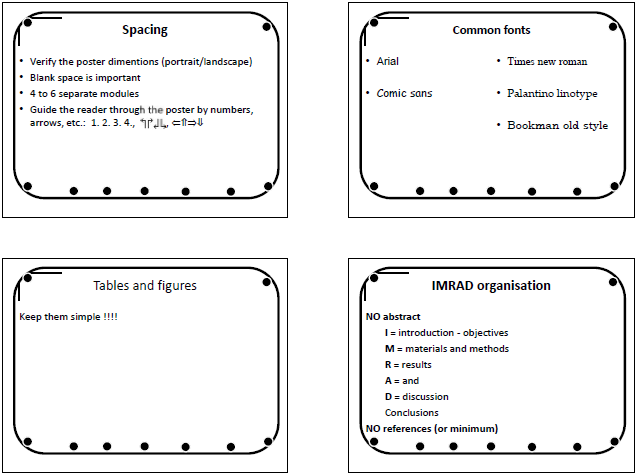 Spacing
• Verify the poster dimentions (portrait/landscape)
• Blank space is important
• 4 to 6 separate modules
• Guide the reader through the poster by numbers,
arrows, etc.: 1. 2. 3. 4., ↰↱↲↳, ⇐⇑⇒⇓
Common fonts
• Arial
• Comic sans
• Times new roman
• Palantino linotype
• Bookman old style
Tables and figures
Keep them simple !!!!
IMRAD organisation
NO abstract
I = introduction - objectives
M = materials and methods
R = results
A = and
D = discussion
Conclusions
NO references (or minimum)